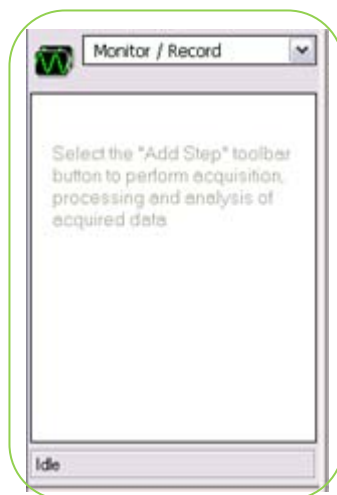 Monitor / Record
Select the "Add Step" toolbar
button to perform acquisition,
processing and analysis of
acquired data
Idle